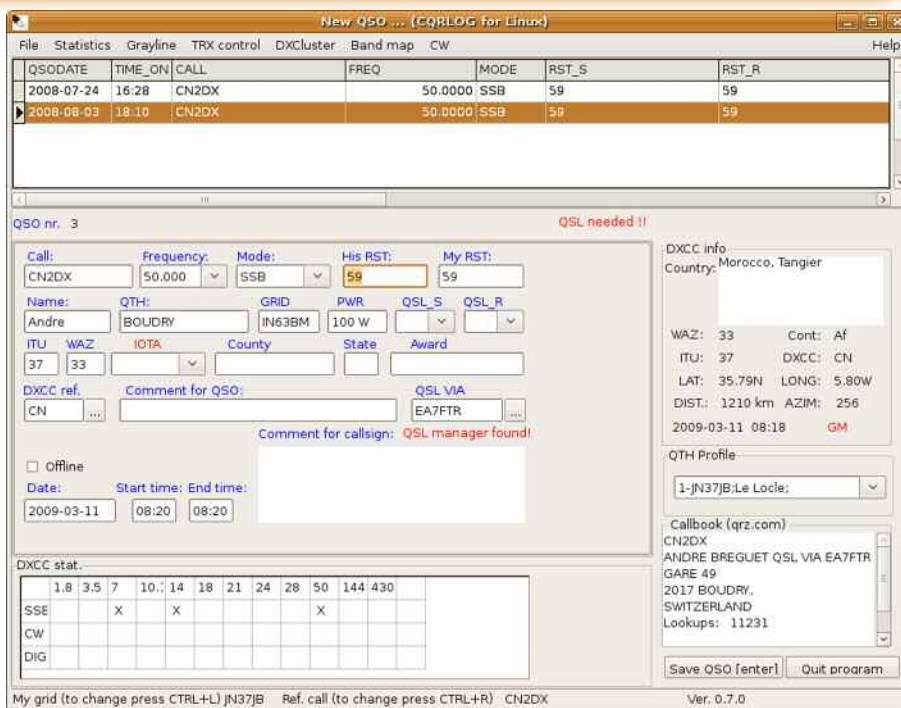 New QSO ... (CQRLOG for Linux)
File Statistics Grayline TRX control DXCluster Band map CW Help
QSODATE TIME_ON CALL FREQ MODE RST_S RST_R
2008-07-24 16:28 CN2DX 50.0000 SSB 59 59
2008-08-03 18:10 CN2DX 50.0000 SSB 59 59
QSO nr. 3 QSL needed !!
Call: Frequency: Mode: His RST: My RST:
CN2DX 50.000 SSB 59 59
Name: QTH: GRID PWR QSL_S QSL_R
Andre BOUDRY IN63BM 100 W
ITU WAZ IOTA County State Award
37 33
DXCC ref. Comment for QSO: QSL VIA
CN ... EA7FTR ...
Comment for callsign: QSL manager found!
Offline
Date: Start time: End time:
2009-03-11 08:20 08:20
DXCC info
Country: Morocco, Tangier
WAZ: 33 Cont: Af
ITU: 37 DXCC: CN
LAT: 35.79N LONG: 5.80W
DIST.: 1210 km AZIM: 256
2009-03-11 08:18 GM
QTH Profile
1-JN37JB;Le Locle;
Callbook (qrz.com)
CN2DX
ANDRE BREGUET QSL VIA EA7FTR
GARE 49
2017 BOUDRY,
SWITZERLAND
Lookups: 11231
DXCC stat.
1.8 3.5 7 10.: 14 18 21 24 28 50 144 430
SSE X X X
CW
DIG
Save QSO [enter] Quit program
My grid (to change press CTRL+L) JN37JB Ref. call (to change press CTRL+R) CN2DX Ver. 0.7.0